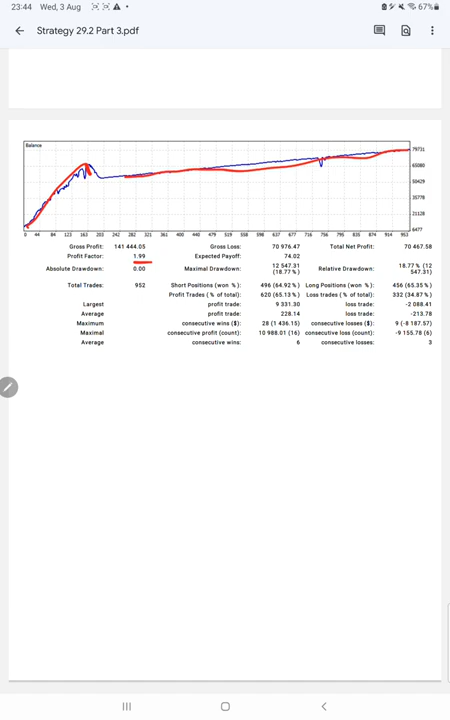 23:44 Wed, 3 Aug 67%
Strategy 29.2 Part 3.pdf
Balance
79731
65080
50429
35778
21128
6477
0 44 84 123 163 203 242 282 321 361 400 440 479 519 558 598 637 677 716 756 795 835 874 914 953
Gross Profit: 141 444.05 Gross Loss: 70 976.47 Total Net Profit: 70 467.58
Profit Factor: 1.99 Expected Payoff: 74.02
Absolute Drawdown: 0.00 Maximal Drawdown: 12 547.31 (18.77%) Relative Drawdown: 18.77% (12 547.31)
Total Trades: 952 Short Positions (won %): 496 (64.92%) Long Positions (won %): 456 (65.35%)
Profit Trades (% of total): 620 (65.13%) Loss trades (% of total): 332 (34.87%)
Largest profit trade: 9 331.30 loss trade: -2 088.41
Average profit trade: 228.14 loss trade: -213.78
Maximum consecutive wins ($): 28 (1 436.15) consecutive losses ($): 9 (-8 187.57)
Maximal consecutive profit (count): 10 988.01 (16) consecutive loss (count): -9 155.78 (6)
Average consecutive wins: 6 consecutive losses: 3